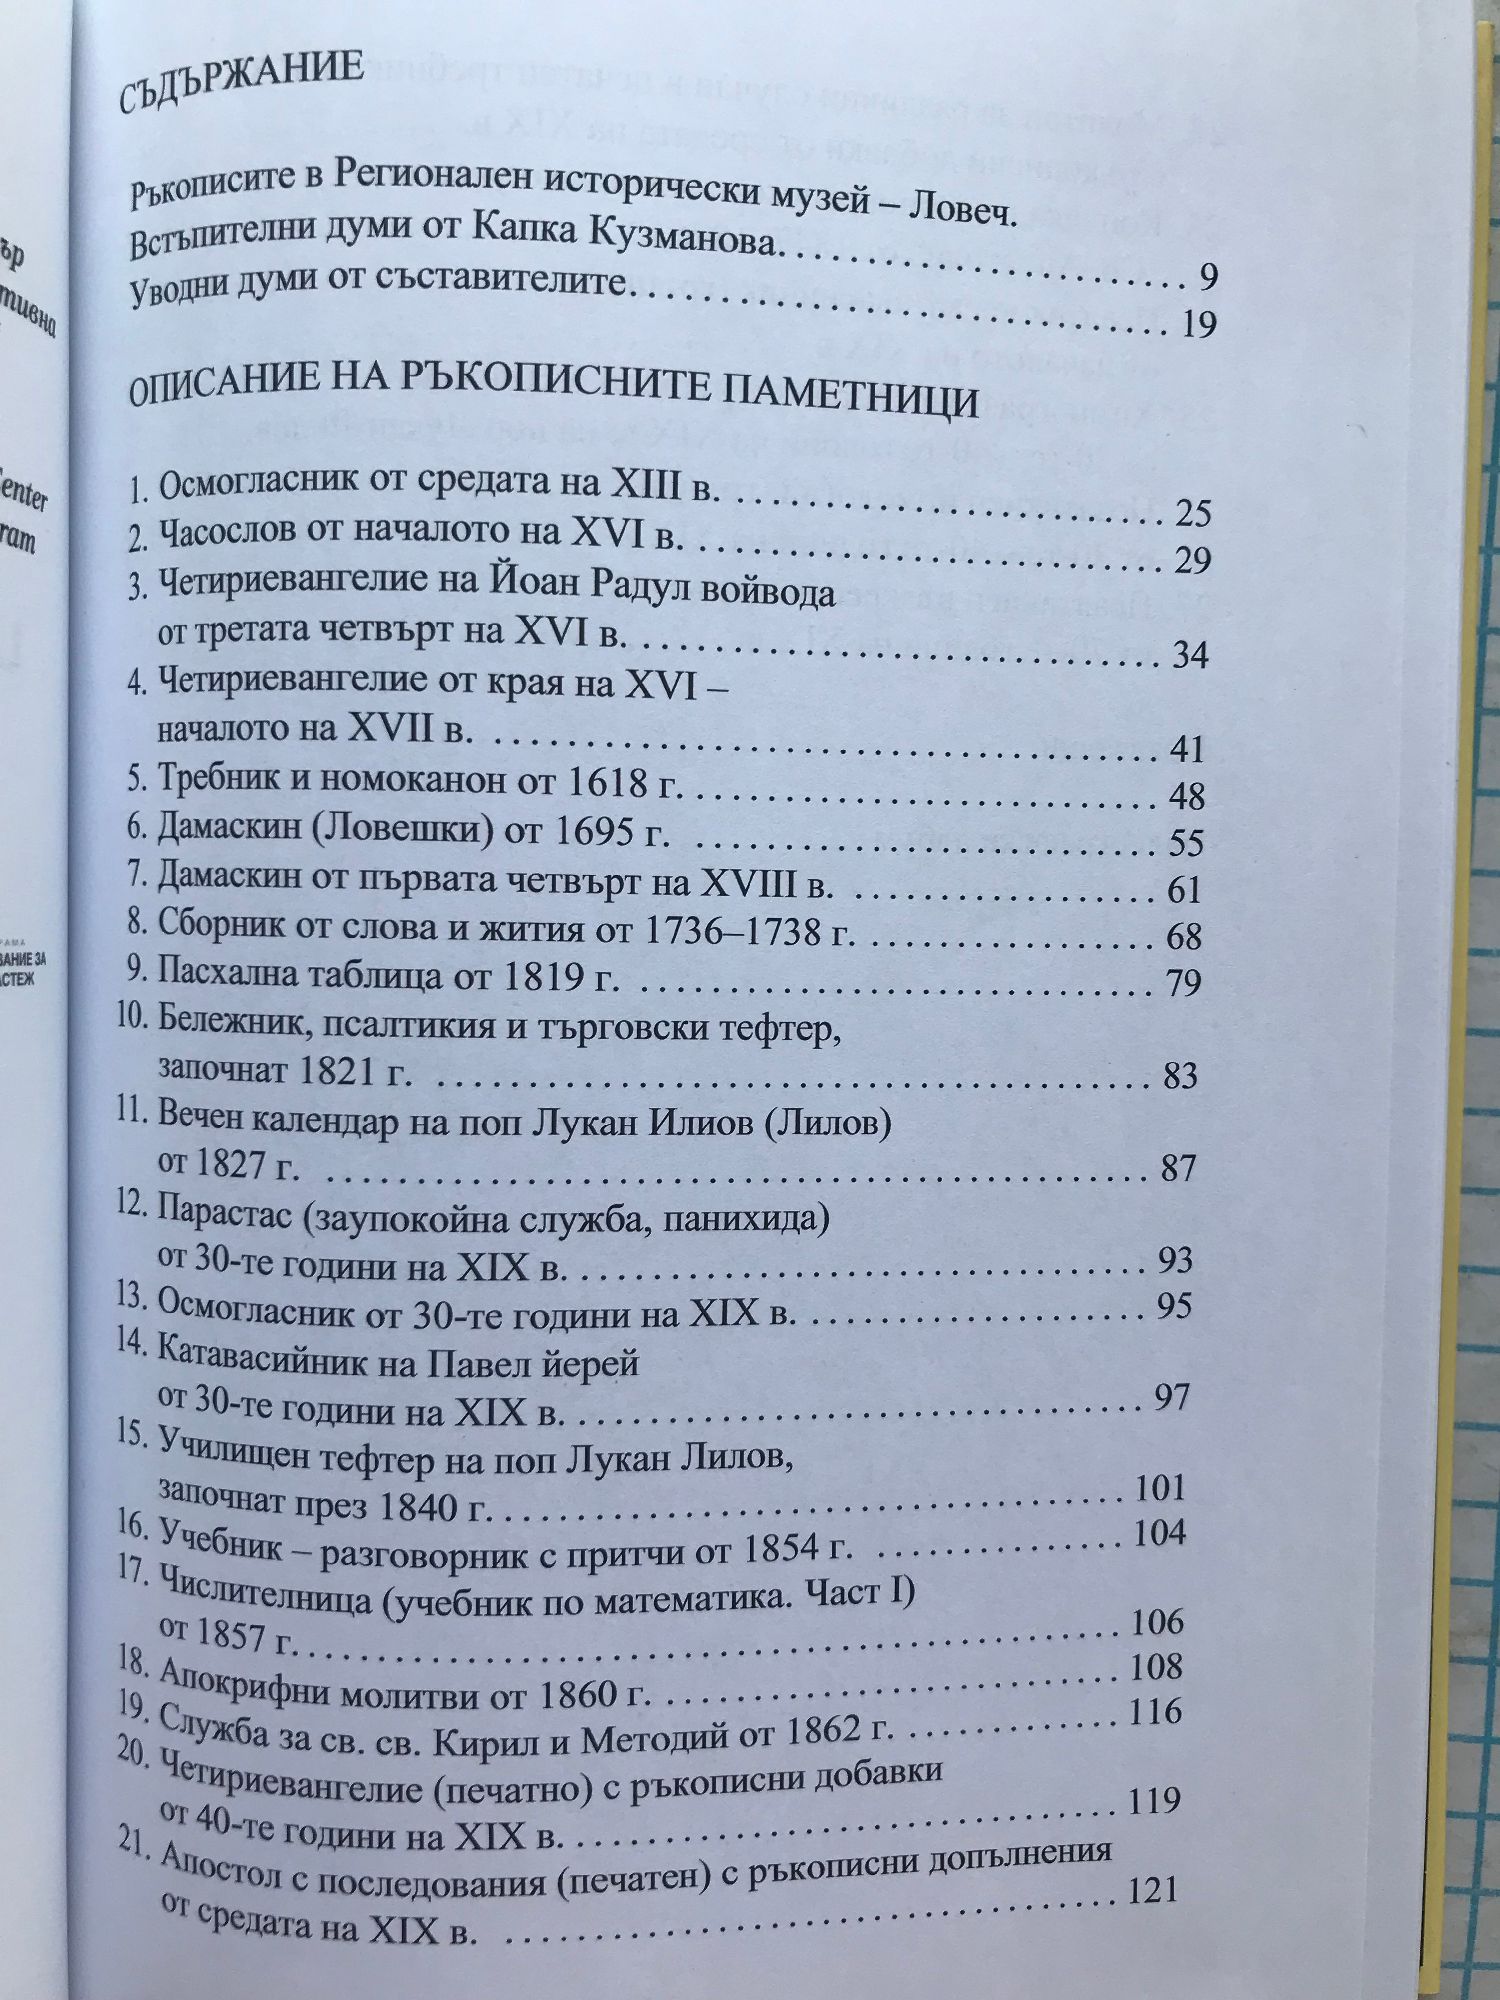 СЪДЪРЖАНИЕ
Ръкописите в Регионален исторически музей – Ловеч.
Встъпителни думи от Капка Кузманова. 9
Уводни думи от съставителите. 19
ОПИСАНИЕ НА РЪКОПИСНИТЕ ПАМЕТНИЦИ
1. Осмогласник от средата на XIII в. 25
2. Часослов от началото на XVI в. 29
3. Четириевангелие на Йоан Радул войвода
от третата четвърт на XVI в. 34
4. Четириевангелие от края на XVI –
началото на XVII в. 41
5. Требник и номоканон от 1618 г. 48
6. Дамаскин (Ловешки) от 1695 г. 55
7. Дамаскин от първата четвърт на XVIII в. 61
8. Сборник от слова и жития от 1736–1738 г. 68
9. Пасхална таблица от 1819 г. 79
10. Бележник, псалтикия и търговски тефтер,
започнат 1821 г. 83
11. Вечен календар на поп Лукан Илиов (Лилов)
от 1827 г. 87
12. Парастас (заупокойна служба, панихида)
от 30-те години на XIX в. 93
13. Осмогласник от 30-те години на XIX в. 95
14. Катавасийник на Павел йерей
от 30-те години на XIX в. 97
15. Училищен тефтер на поп Лукан Лилов,
започнат през 1840 г. 101
16. Учебник – разговорник с притчи от 1854 г. 104
17. Числителница (учебник по математика. Част I)
от 1857 г. 106
18. Апокрифни молитви от 1860 г. 108
19. Служба за св. св. Кирил и Методий от 1862 г. 116
20. Четириевангелие (печатно) с ръкописни добавки
от 40-те години на XIX в. 119
21. Апостол с последования (печатен) с ръкописни допълнения
от средата на XIX в. 121